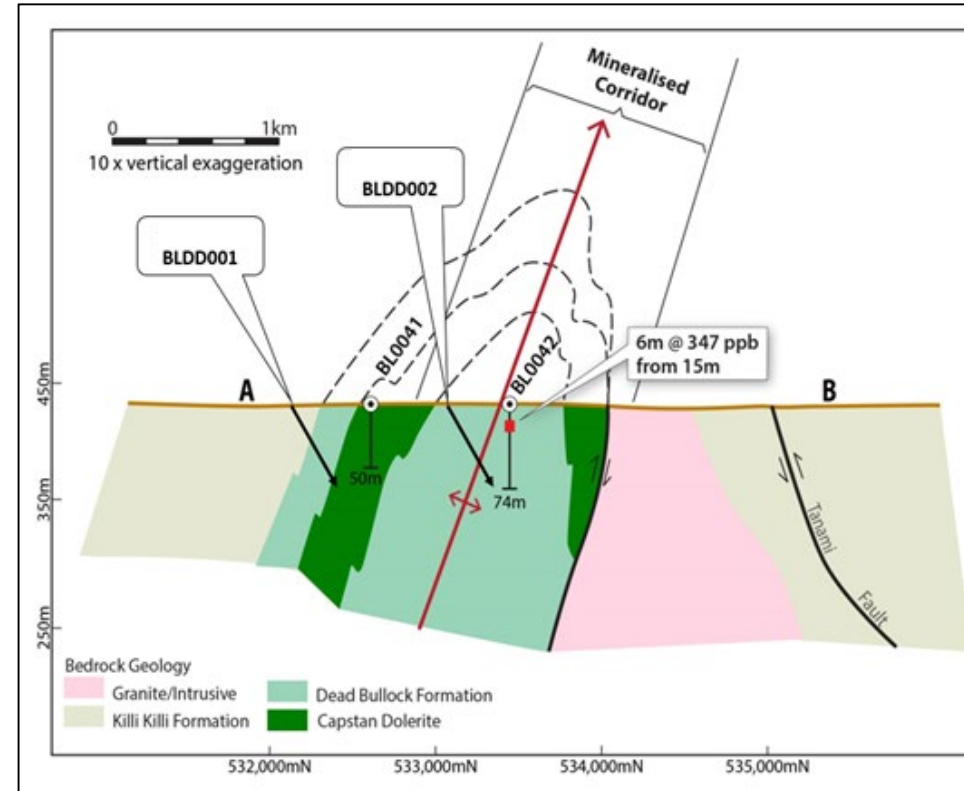 Mineralised
Corridor
0 1km
10 x vertical exaggeration
BLDD002
BLDD001
BL0041
BL0042
6m @ 347 ppb
from 15m
450m
A
B
350m
50m
74m
Tanami
Fault
250m
Bedrock Geology
Granite/Intrusive
Dead Bullock Formation
Killi Killi Formation
Capstan Dolerite
532,000mN
533,000mN
534,000mN
535,000mN